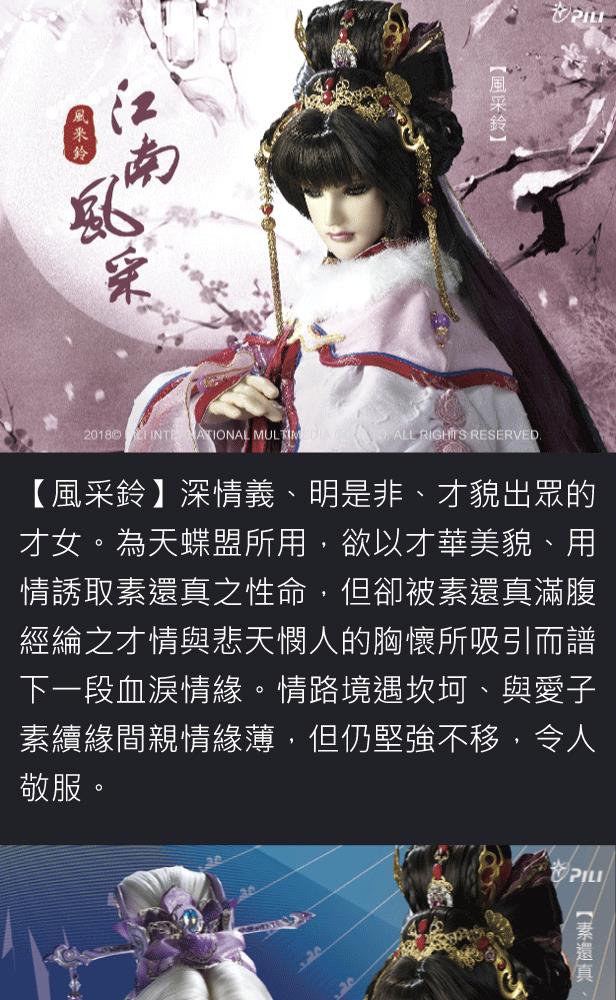 PILI
【風采鈴】
風采鈴
江南風采
2018© PILI INTERNATIONAL MULTIMEDIA ALL RIGHTS RESERVED.
【風采鈴】深情義、明是非、才貌出眾的
才女。為天蝶盟所用，欲以才華美貌、用
情誘取素還真之性命，但卻被素還真滿腹
經綸之才情與悲天憫人的胸懷所吸引而譜
下一段血淚情緣。情路境遇坎坷、與愛子
素續緣間親情緣薄，但仍堅強不移，令人
敬服。
PILI
【素還真、